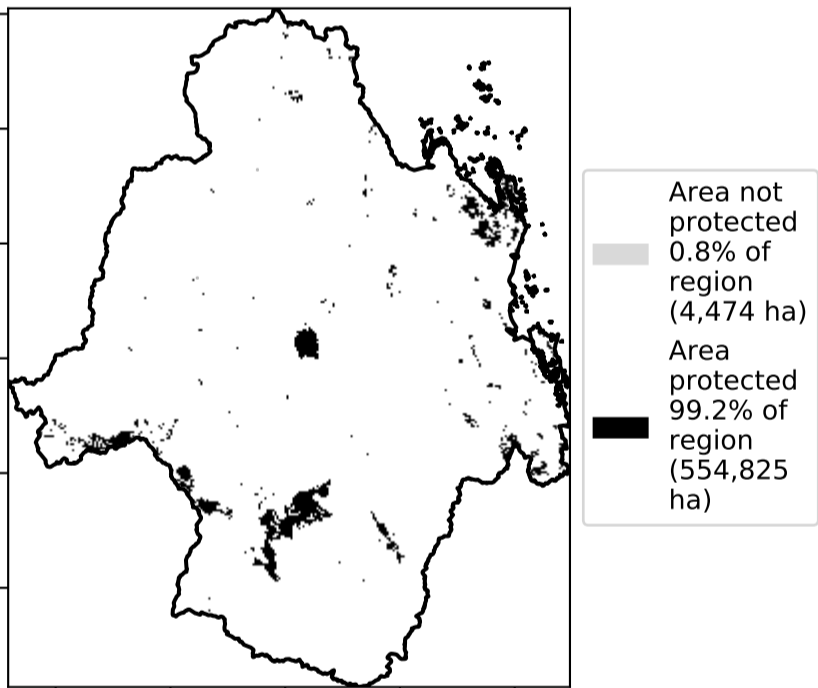 Area not
protected
0.8% of
region
(4,474 ha)
Area
protected
99.2% of
region
(554,825
ha)